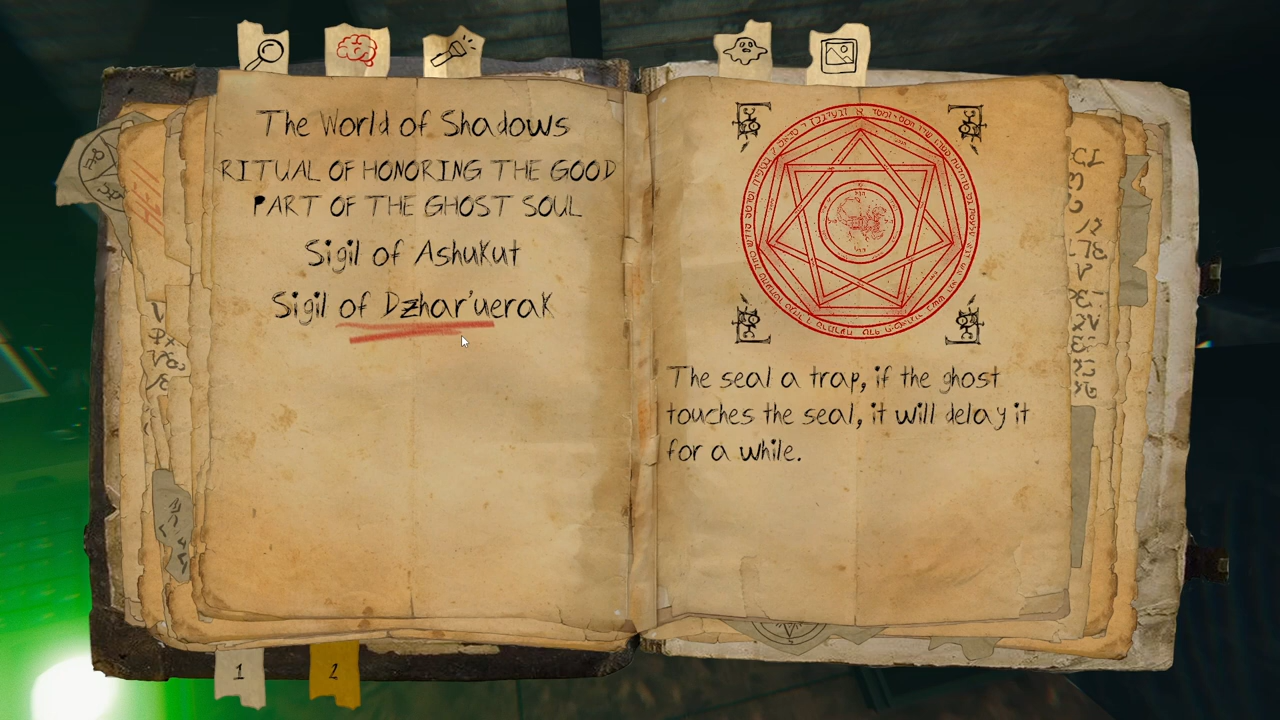 The World of Shadows
RITUAL OF HONORING THE GOOD
PART OF THE GHOST SOUL
Sigil of Ashukut
Sigil of Dzhar'uerak
The seal a trap, if the ghost
touches the seal, it will delay it
for a while.
HELL
1
2